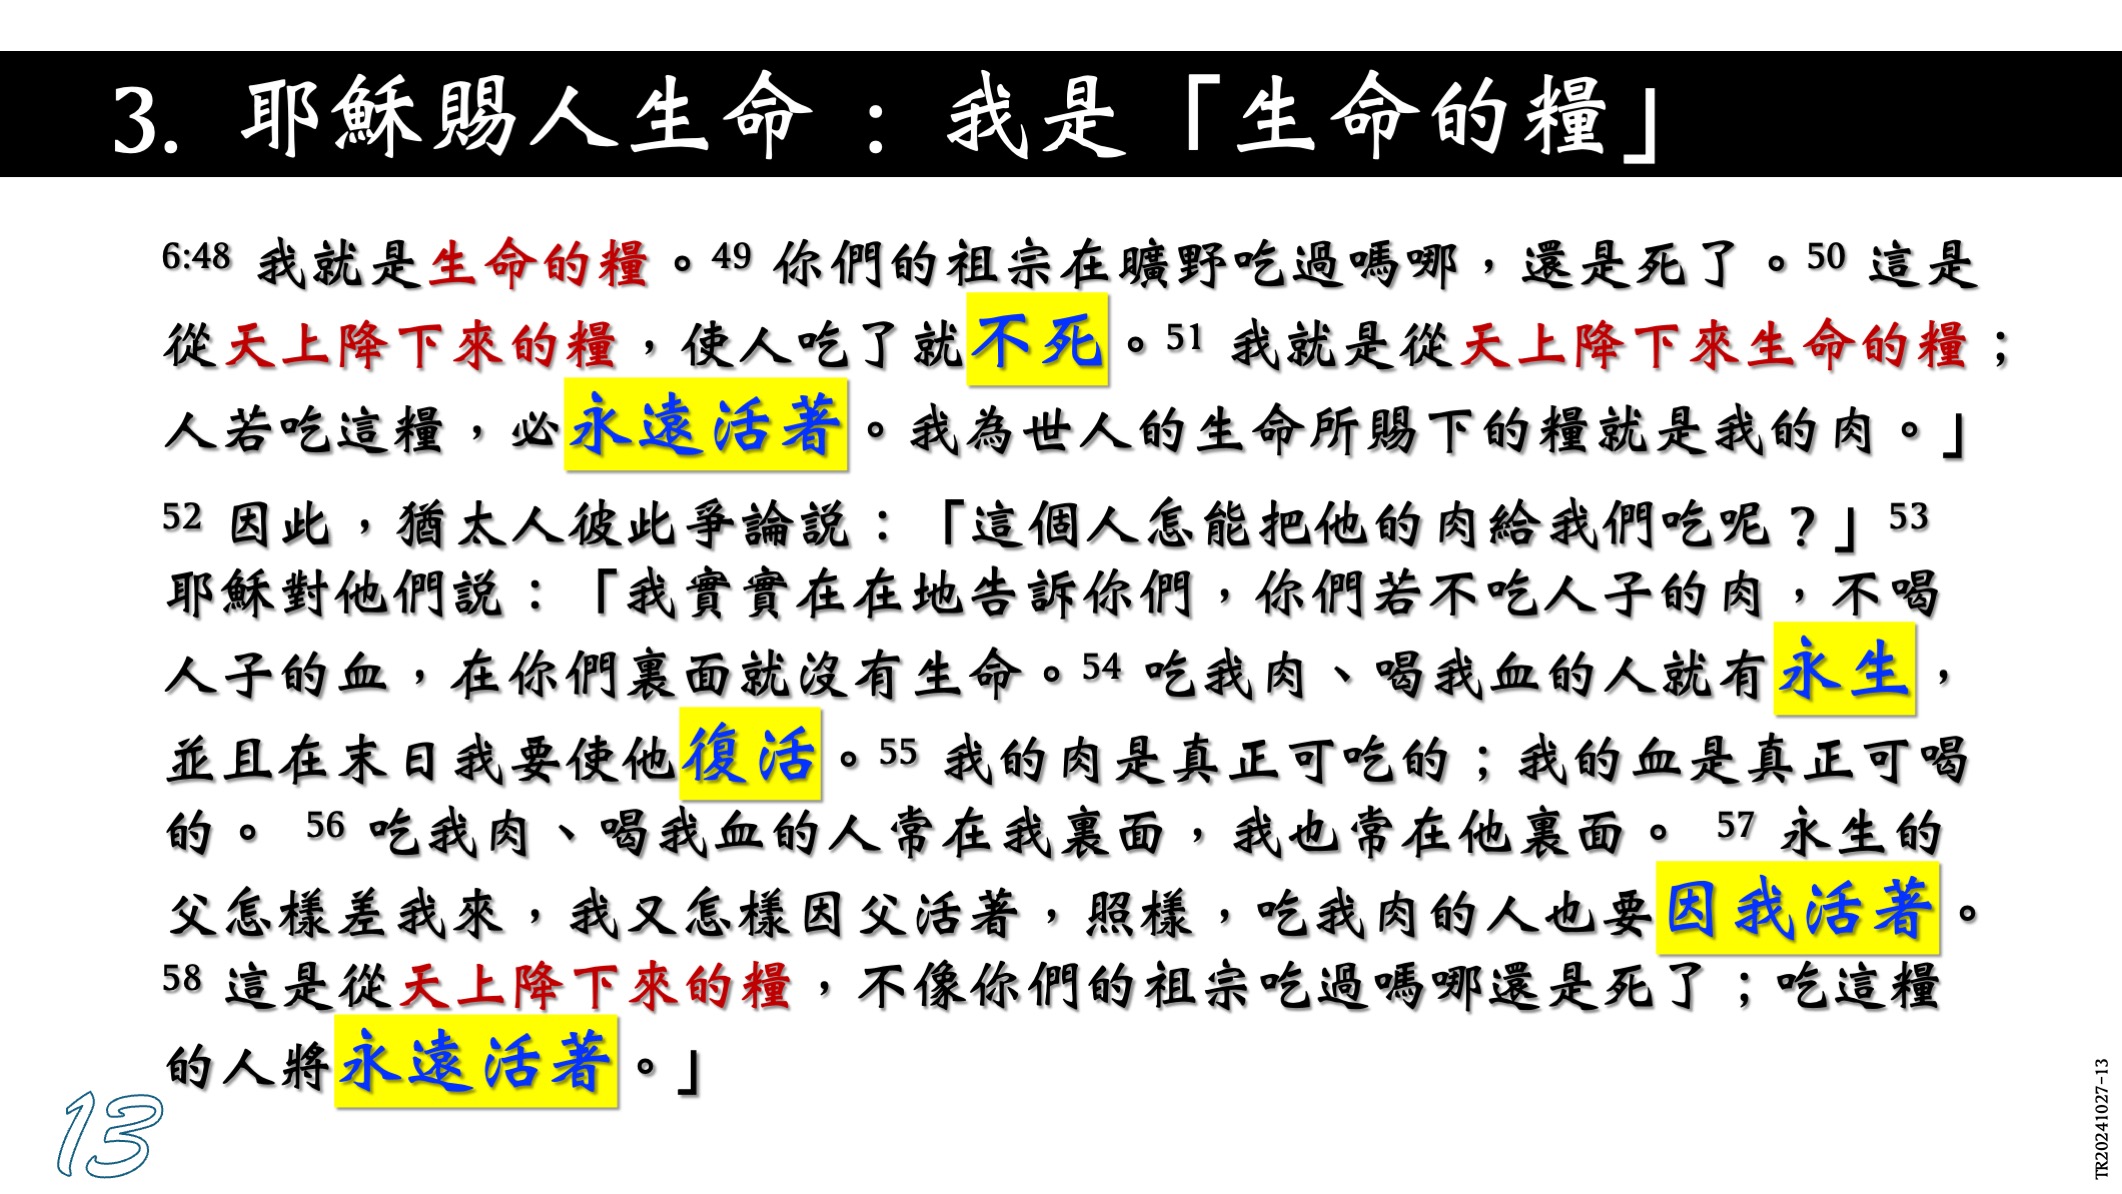 3. 耶穌賜人生命：我是「生命的糧」
6:48 我就是生命的糧。49 你們的祖宗在曠野吃過嗎哪，還是死了。50 這是
從天上降下來的糧，使人吃了就不死。51 我就是從天上降下來生命的糧；
人若吃這糧，必永遠活著。我為世人的生命所賜下的糧就是我的肉。」
52 因此，猶太人彼此爭論說：「這個人怎能把他的肉給我們吃呢？」53
耶穌對他們說：「我實實在在地告訴你們，你們若不吃人子的肉，不喝
人子的血，在你們裏面就沒有生命。54 吃我肉、喝我血的人就有永生，
並且在末日我要使他復活。55 我的肉是真正可吃的；我的血是真正可喝
的。 56 吃我肉、喝我血的人常在我裏面，我也常在他裏面。 57 永生的
父怎樣差我來，我又怎樣因父活著，照樣，吃我肉的人也要因我活著。
58 這是從天上降下來的糧，不像你們的祖宗吃過嗎哪還是死了；吃這糧
的人將永遠活著。」
13
TR20241027-13